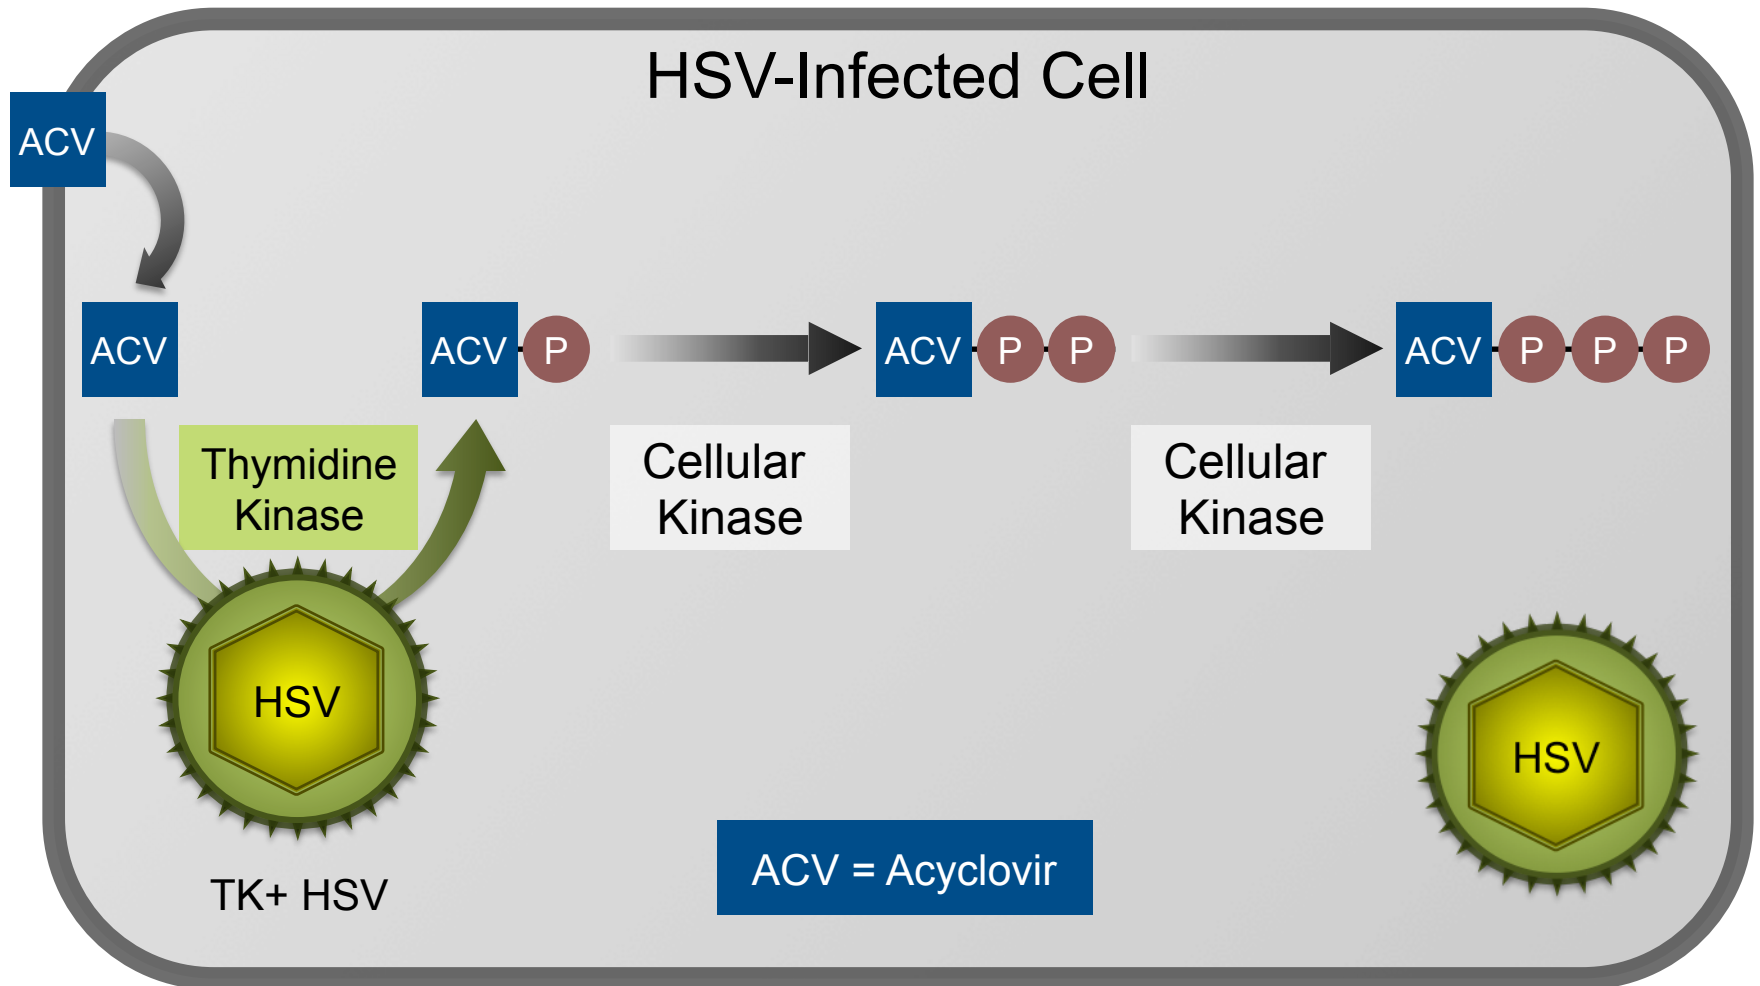 HSV-Infected Cell
ACV
ACV
ACV P
ACV P P
ACV P P P
Thymidine
Kinase
Cellular
Kinase
Cellular
Kinase
HSV
HSV
ACV = Acyclovir
TK+ HSV